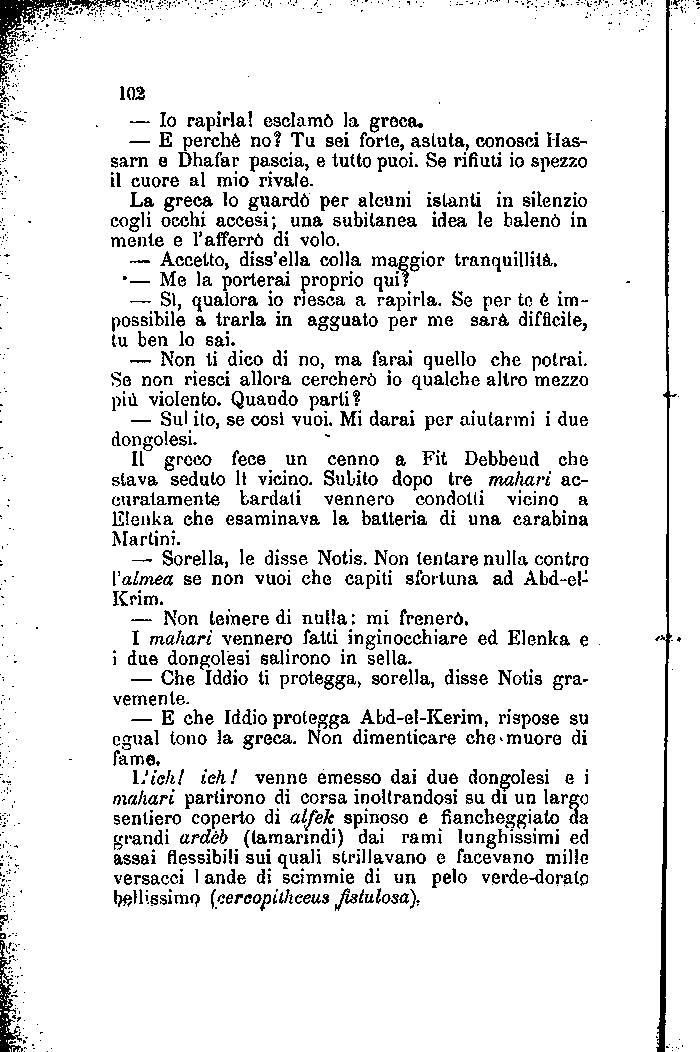 102
— Io rapirla! esclamò la greca.
— E perchè no? Tu sei forte, astuta, conosci Has-
sarn e Dhafar pascia, e tutto puoi. Se rifiuti io spezzo
il cuore al mio rivale.
La greca lo guardò per alcuni istanti in silenzio
cogli occhi accesi; una subitanea idea le balenò in
mente e l'afferrò di volo.
— Accetto, diss'ella colla maggior tranquillità.
— Me la porterai proprio qui?
— Sì, qualora io riesca a rapirla. Se per te è im-
possibile a trarla in agguato per me sarà difficile,
tu ben lo sai.
— Non ti dico di no, ma farai quello che potrai.
Se non riesci allora cercherò io qualche altro mezzo
più violento. Quando parti?
— Subito, se così vuoi. Mi darai per aiutarmi i due
dongolesi.
Il greco fece un cenno a Fit Debbeud che
stava seduto lì vicino. Subito dopo tre mahari ac-
curatamente bardati vennero condotti vicino a
Elenka che esaminava la batteria di una carabina
Martini.
— Sorella, le disse Notis. Non tentare nulla contro
l'almea se non vuoi che capiti sfortuna ad Abd-el-
Krim.
— Non temere di nulla: mi frenerò.
I mahari vennero fatti inginocchiare ed Elenka e
i due dongolesi salirono in sella.
— Che Iddio ti protegga, sorella, disse Notis gra-
vemente.
— E che Iddio protegga Abd-el-Kerim, rispose su
egual tono la greca. Non dimenticare che muore di
fame.
L'ich! ich! venne emesso dai due dongolesi e i
mahari partirono di corsa inoltrandosi su di un largo
sentiero coperto di alfek spinoso e fiancheggiato da
grandi ardèb (tamarindi) dai rami lunghissimi ed
assai flessibili sui quali strillavano e facevano mille
versacci bande di scimmie di un pelo verde-dorato
bellissimo (cercopitheeus fistulosa).